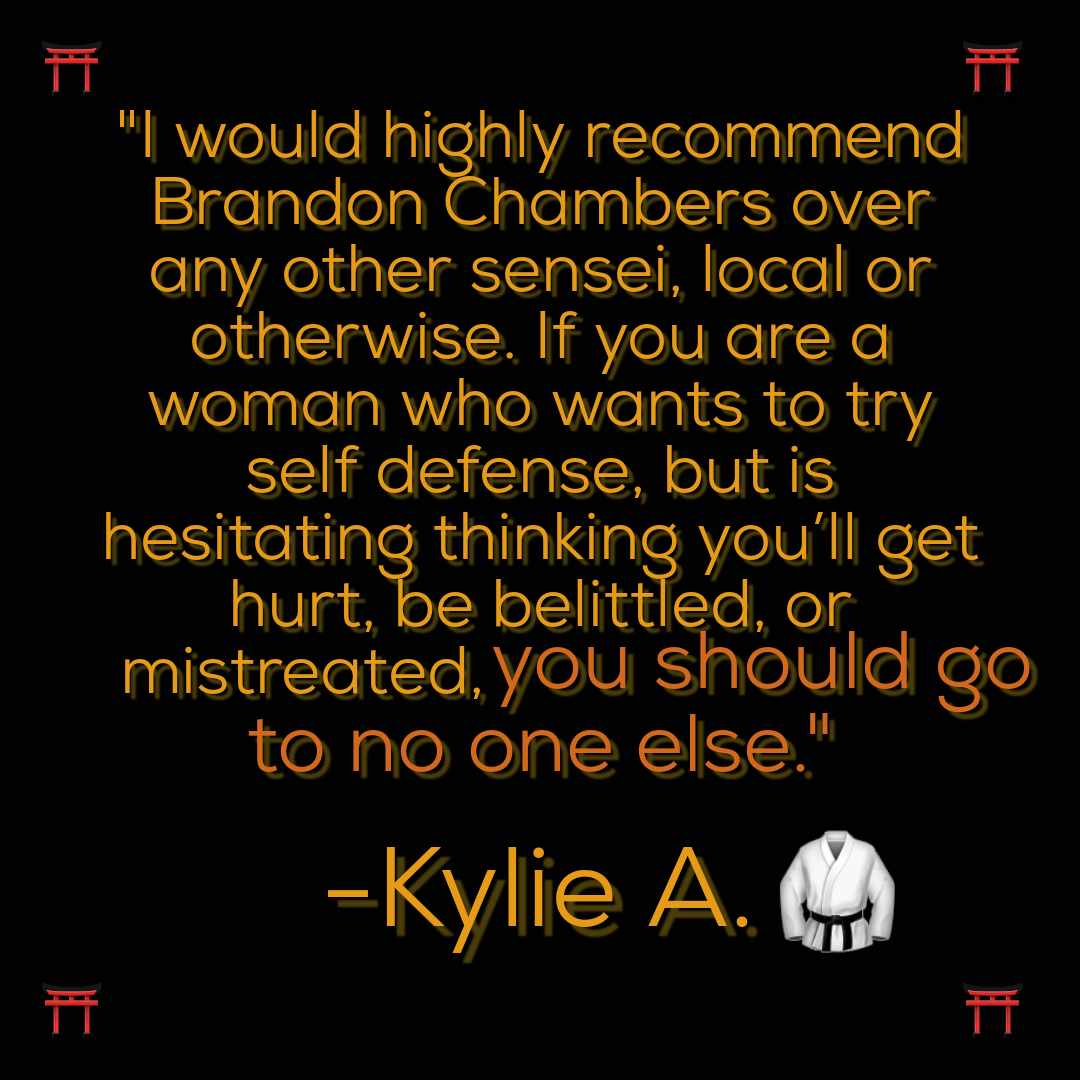 "I would highly recommend
Brandon Chambers over
any other sensei, local or
otherwise. If you are a
woman who wants to try
self defense, but is
hesitating thinking you'll get
hurt, be belittled, or
mistreated, you should go
to no one else."
-Kylie A.